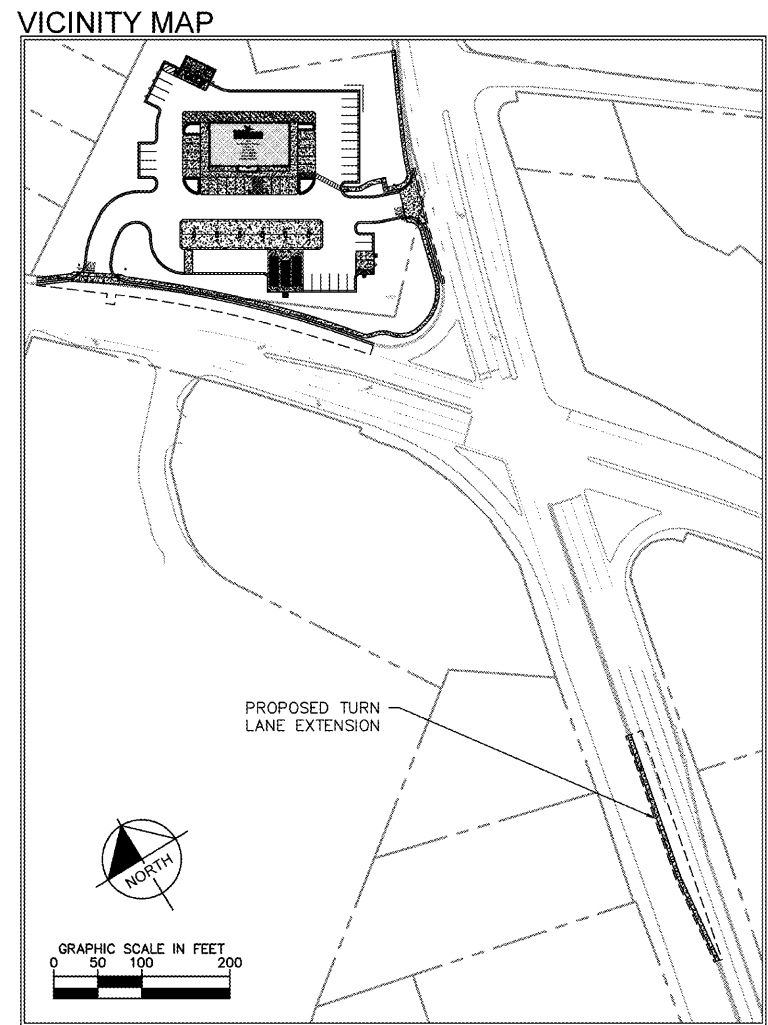 VICINITY MAP
PROPOSED TURN
LANE EXTENSION
NORTH
GRAPHIC SCALE IN FEET
0 50 100 200